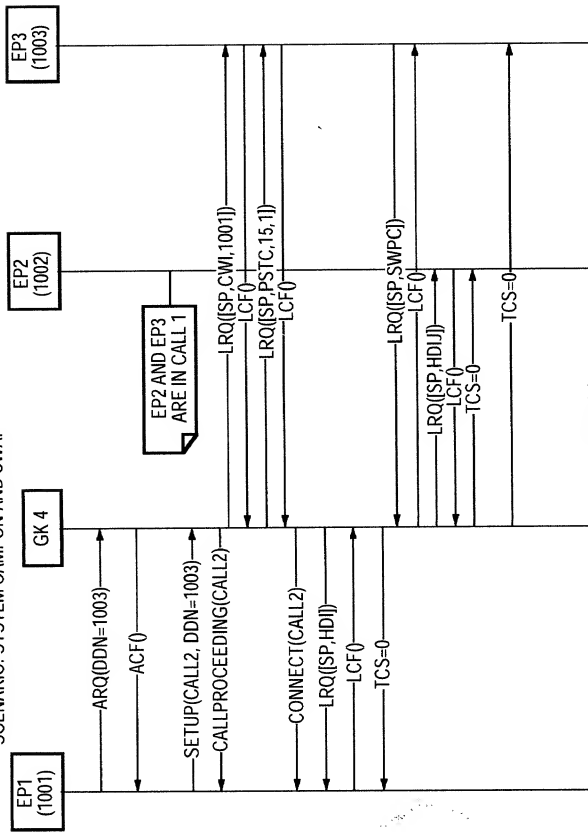 EP1
(1001)
GK 4
EP2
(1002)
EP3
(1003)
EP2 AND EP3
ARE IN CALL 1
ARQ(DDN=1003)
ACF()
SETUP(CALL2, DDN=1003)
CALLPROCEEDING(CALL2)
LRQ([SP,CWI,1001])
LCF()
LRQ([SP,PSTC,15,1])
LCF()
CONNECT(CALL2)
LRQ([SP,HDI])
LCF()
TCS=0
LRQ([SP,SWPC])
LCF()
LRQ([SP,HDIJ])
LCF()
TCS=0
TCS=0